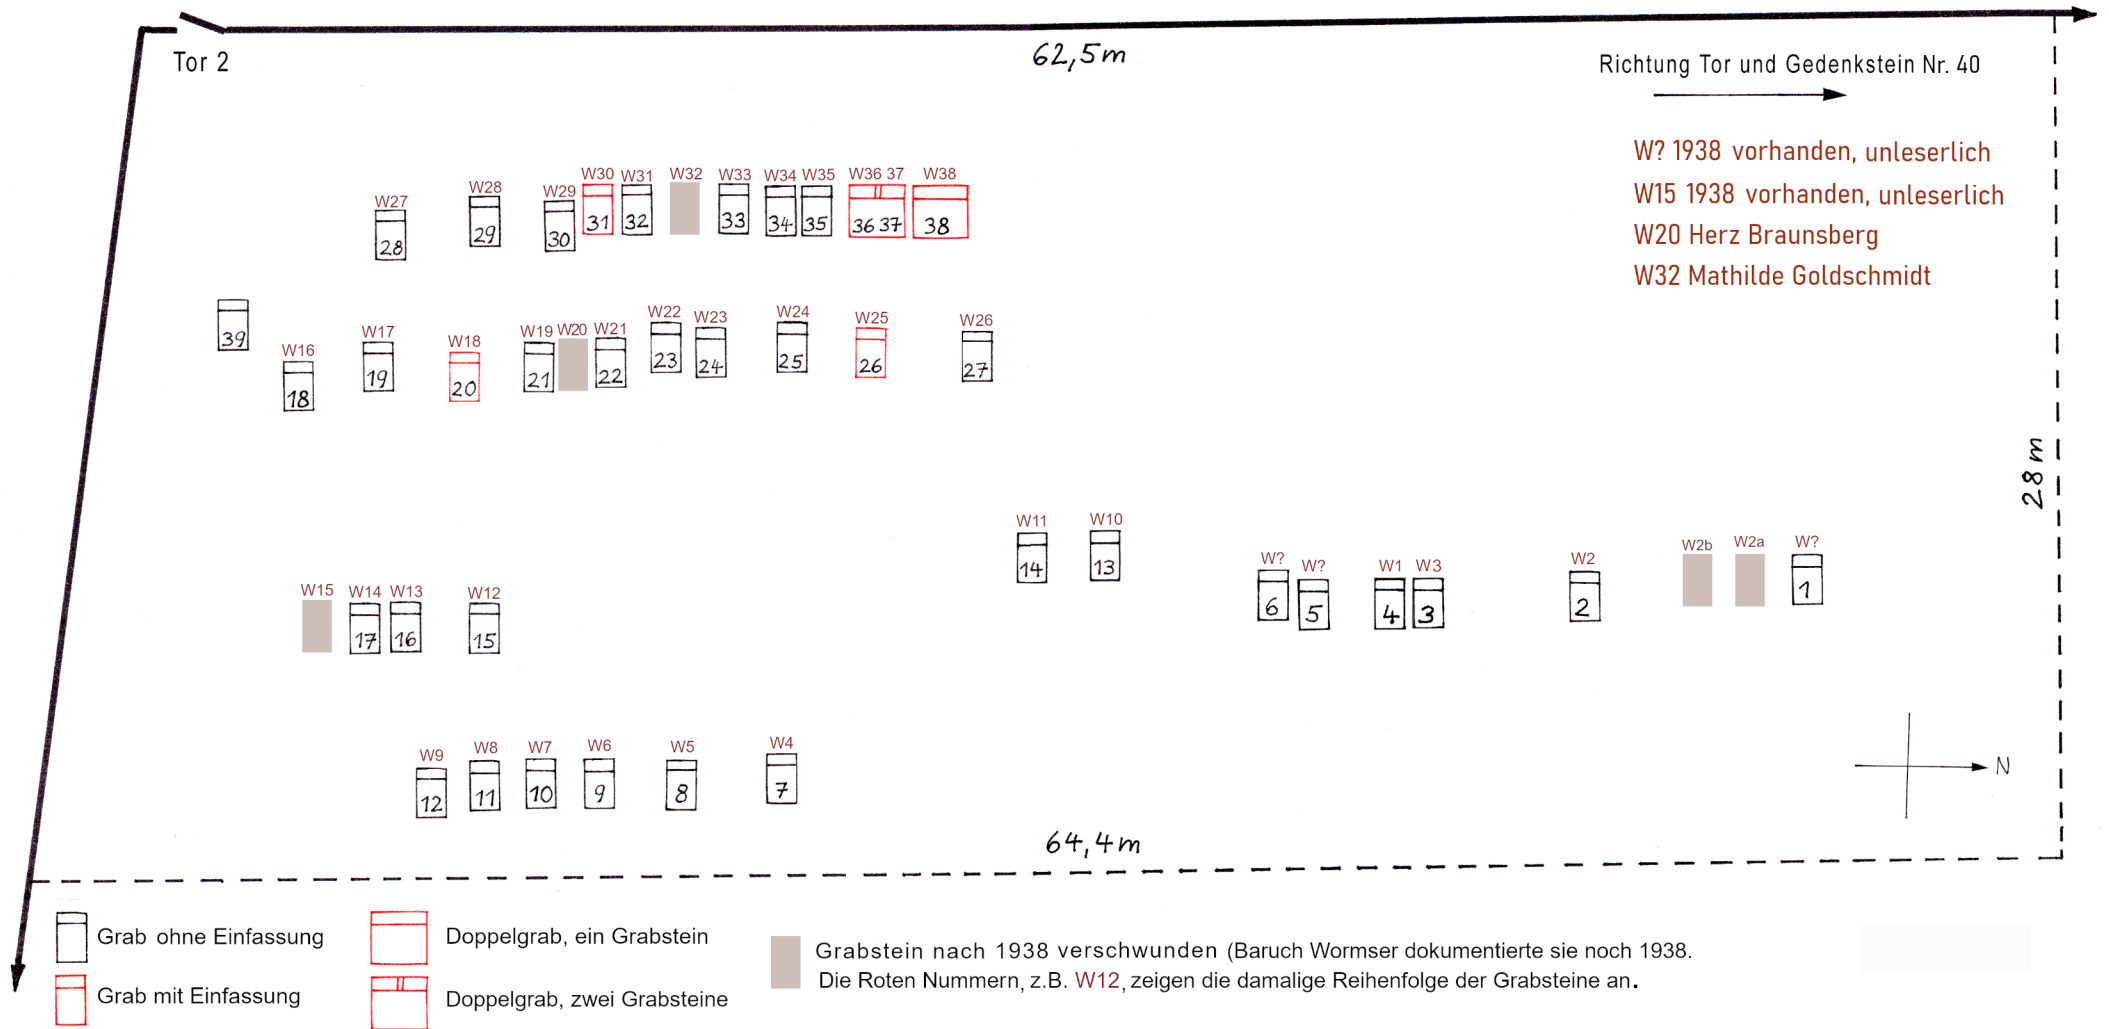 62,5m
Tor 2
Richtung Tor und Gedenkstein Nr. 40
W? 1938 vorhanden, unleserlich
W15 1938 vorhanden, unleserlich
W20 Herz Braunsberg
W32 Mathilde Goldschmidt
W27 W28 W29 W30 W31 W32 W33 W34 W35 W36 37 W38
28 29 30 31 32 33 34 35 36 37 38
39
W16 W17 W18 W19 W20 W21 W22 W23 W24 W25 W26
18 19 20 21 22 23 24 25 26 27
28m
W11 W10 W? W? W1 W3 W2 W2b W2a W?
14 13 6 5 4 3 2 1
W15 W14 W13 W12
17 16 15
W9 W8 W7 W6 W5 W4
12 11 10 9 8 7
N
64,4m
Grab ohne Einfassung
Grab mit Einfassung
Doppelgrab, ein Grabstein
Doppelgrab, zwei Grabsteine
Grabstein nach 1938 verschwunden (Baruch Wormser dokumentierte sie noch 1938.
Die Roten Nummern, z.B. W12, zeigen die damalige Reihenfolge der Grabsteine an.